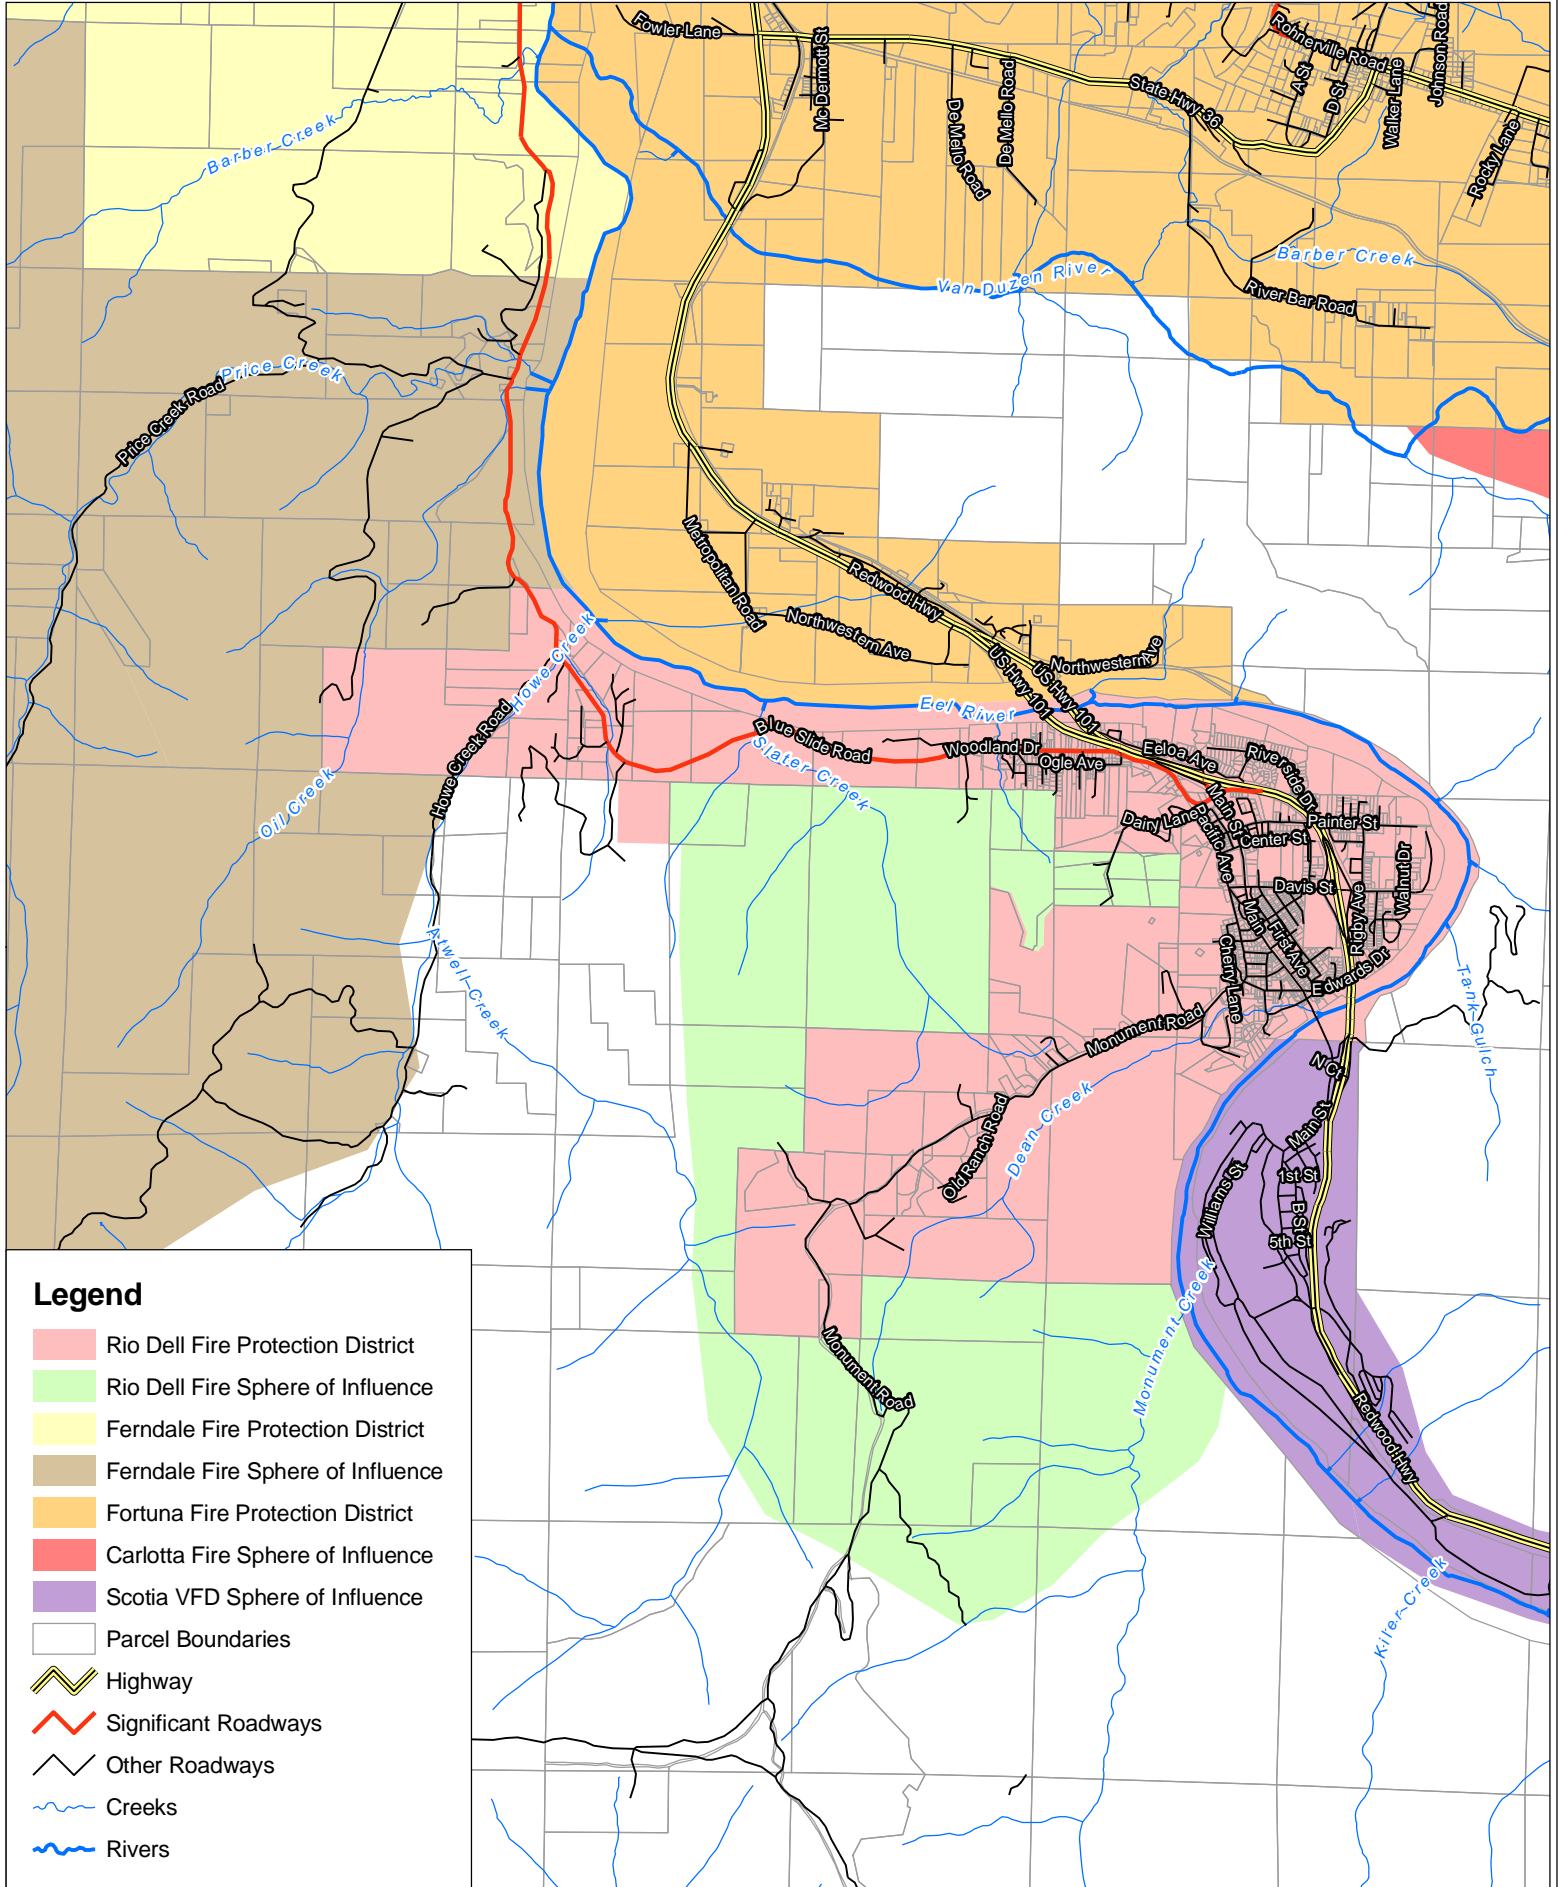 Fowler Lane
Mc Dermott St
De Mello Road
De Mello Road
State Hwy 36
Rohnerville Road
A St
D St
Walker Lane
Johnson Road
Rocky Lane
Barber Creek
Van Duzen River
Barber Creek
River Bar Road
Price Creek
Price Creek Road
Metropolitan Road
Redwood Hwy
Northwestern Ave
Northwestern Ave
US Hwy 101
US Hwy 101
Howe Creek
Howe Creek Road
Eel River
Blue Slide Road
Slater Creek
Woodland Dr
Ogle Ave
Eeloa Ave
Riverside Dr
Oil Creek
Dairy Lane
Pacific Ave
Main St
Center St
Painter St
Davis St
Rigby Ave
Walnut Dr
Main
First Ave
Cherry Lane
Edwards Dr
Atwell Creek
Tank Gulch
Monument Road
N Ct
Old Ranch Road
Dean Creek
Main St
1st St
Williams St
B St
5th St
Monument Creek
Monument Road
Redwood Hwy
Kiler Creek
Legend
Rio Dell Fire Protection District
Rio Dell Fire Sphere of Influence
Ferndale Fire Protection District
Ferndale Fire Sphere of Influence
Fortuna Fire Protection District
Carlotta Fire Sphere of Influence
Scotia VFD Sphere of Influence
Parcel Boundaries
Highway
Significant Roadways
Other Roadways
Creeks
Rivers